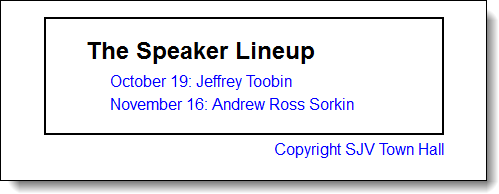 The Speaker Lineup
October 19: Jeffrey Toobin
November 16: Andrew Ross Sorkin
Copyright SJV Town Hall